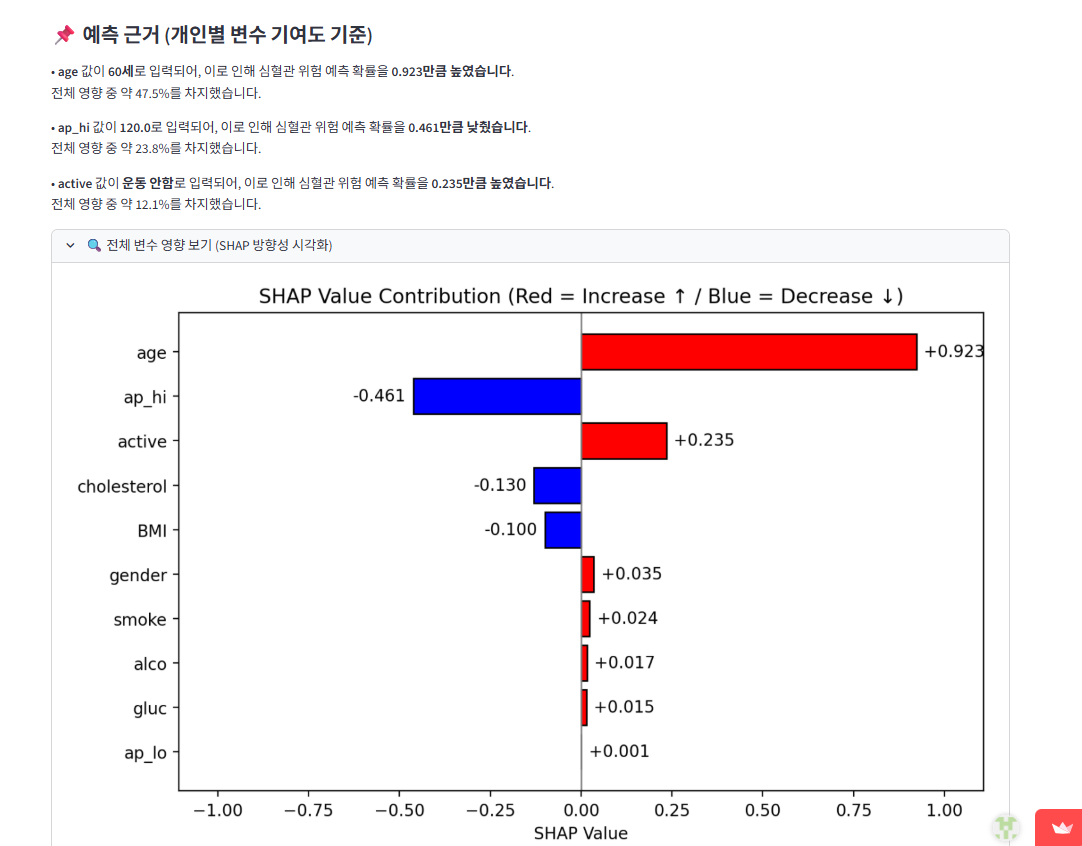 예측 근거 (개인별 변수 기여도 기준)
• age 값이 60세로 입력되어, 이로 인해 심혈관 위험 예측 확률을 0.923만큼 높였습니다.
전체 영향 중 약 47.5%를 차지했습니다.
• ap_hi 값이 120.0로 입력되어, 이로 인해 심혈관 위험 예측 확률을 0.461만큼 낮췄습니다.
전체 영향 중 약 23.8%를 차지했습니다.
• active 값이 운동 안함로 입력되어, 이로 인해 심혈관 위험 예측 확률을 0.235만큼 높였습니다.
전체 영향 중 약 12.1%를 차지했습니다.
전체 변수 영향 보기 (SHAP 방향성 시각화)
SHAP Value Contribution (Red = Increase ↑ / Blue = Decrease ↓)
age +0.923
ap_hi -0.461
active +0.235
cholesterol -0.130
BMI -0.100
gender +0.035
smoke +0.024
alco +0.017
gluc +0.015
ap_lo +0.001
−1.00 −0.75 −0.50 −0.25 0.00 0.25 0.50 0.75 1.00
SHAP Value